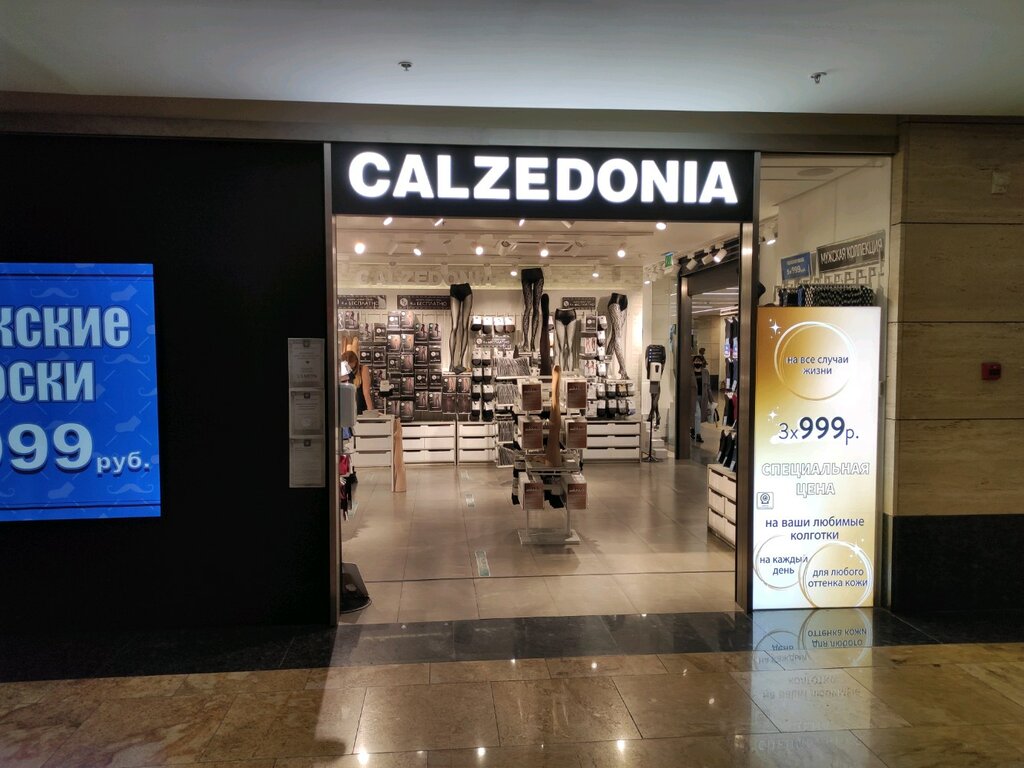 CALZEDONIA
CALZEDONIA
жские
оски
999 руб.
МУЖСКАЯ КОЛЛЕКЦИЯ
на все случаи
жизни
3х999р.
СПЕЦИАЛЬНАЯ
ЦЕНА
на ваши любимые
колготки
на каждый
день
для любого
оттенка кожи